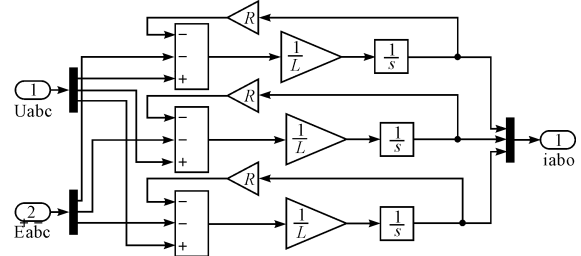 R
−
−
+
1/L
1/s
1
Uabc
R
−
−
+
1/L
1/s
1
iabo
R
−
−
+
1/L
1/s
2
Eabc